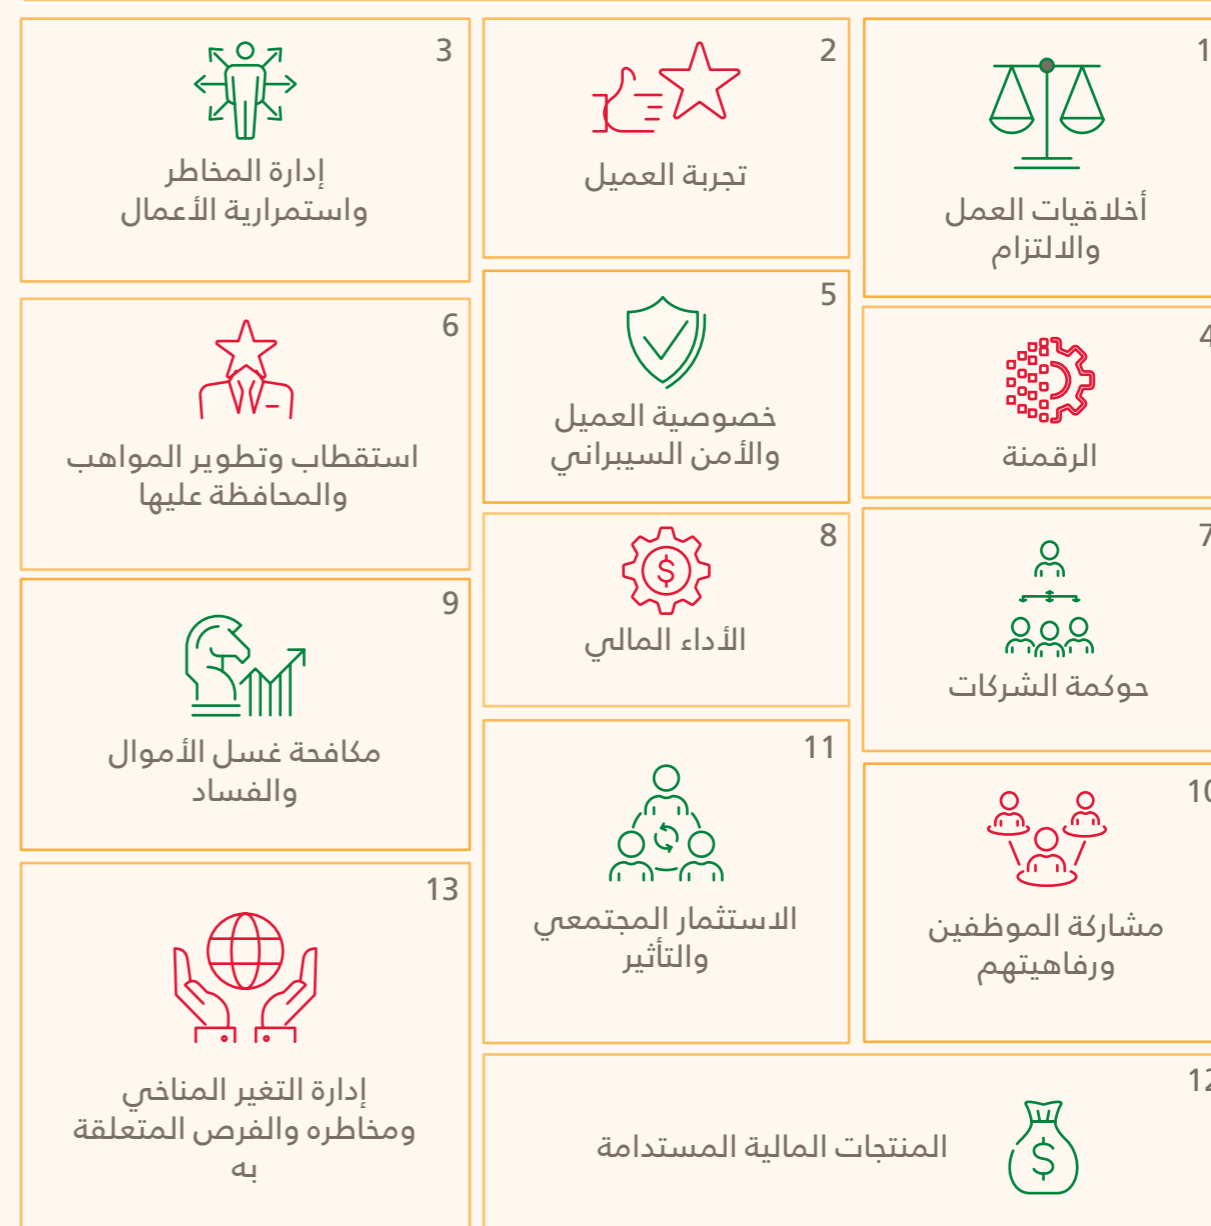 1
أخلاقيات العمل
والالتزام
2
تجربة العميل
3
إدارة المخاطر
واستمرارية الأعمال
4
الرقمنة
5
خصوصية العميل
والأمن السيبراني
6
استقطاب وتطوير المواهب
والمحافظة عليها
7
حوكمة الشركات
8
$
الأداء المالي
9
مكافحة غسل الأموال
والفساد
10
مشاركة الموظفين
ورفاهيتهم
11
الاستثمار المجتمعي
والتأثير
12
المنتجات المالية المستدامة
$
13
إدارة التغير المناخي
ومخاطره والفرص المتعلقة
به